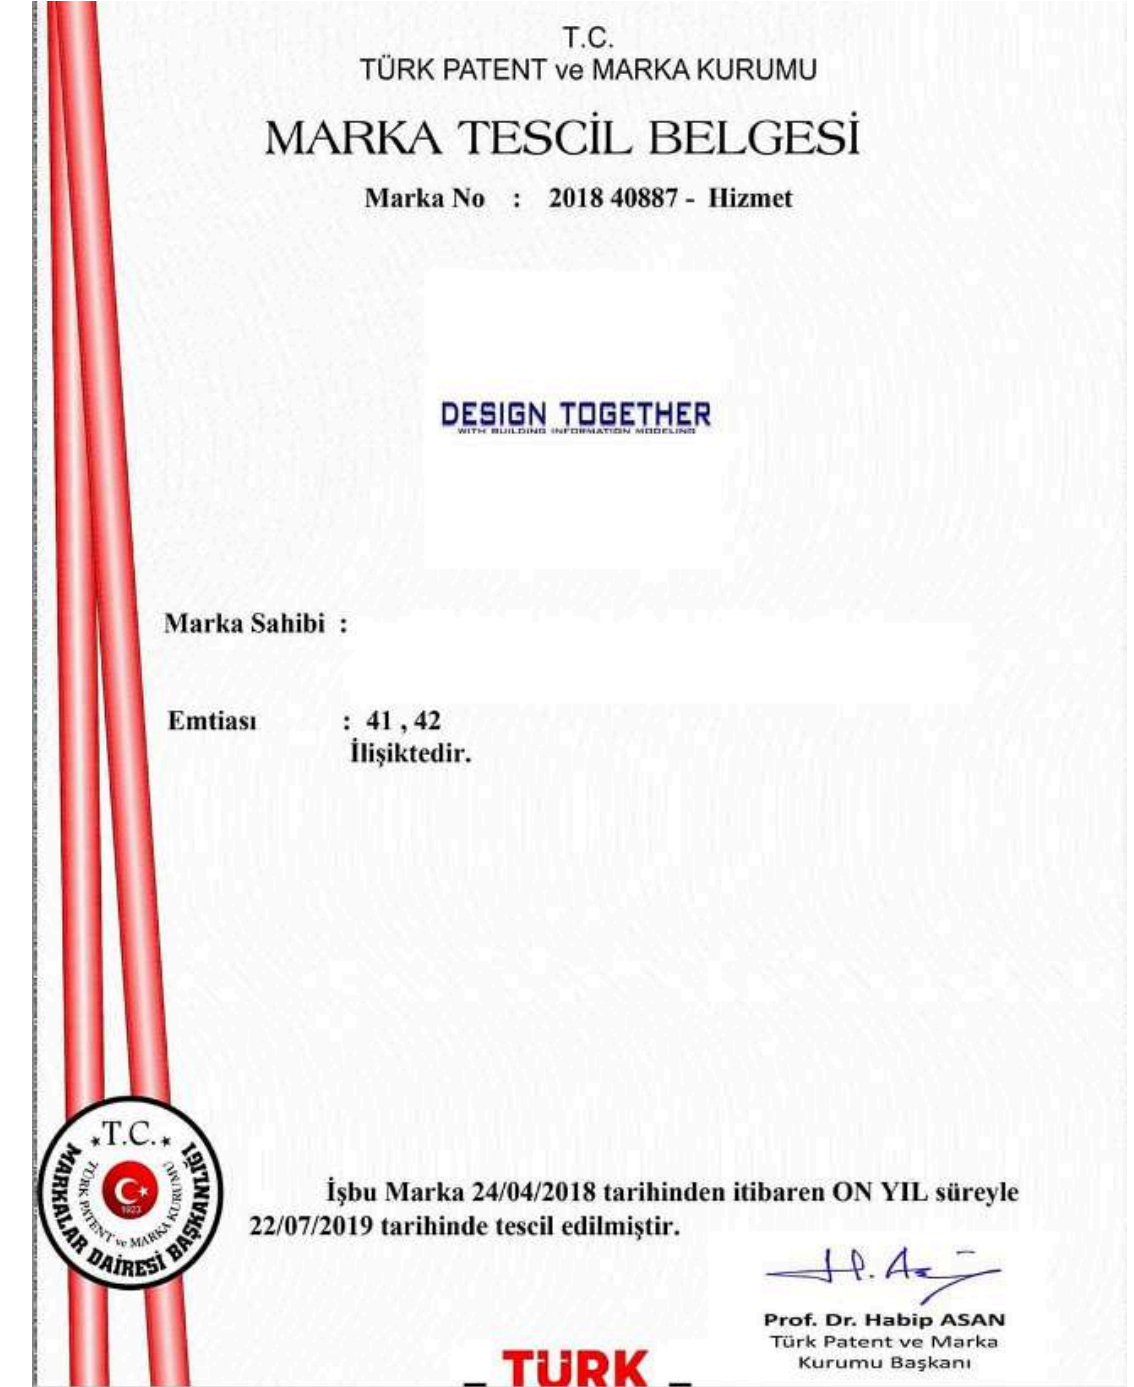 T.C.
TÜRK PATENT ve MARKA KURUMU
MARKA TESCİL BELGESİ
Marka No : 2018 40887 - Hizmet
DESIGN TOGETHER
WITH BUILDING INFORMATION MODELING
Marka Sahibi :
Emtiası : 41 , 42
İlişiktedir.
İşbu Marka 24/04/2018 tarihinden itibaren ON YIL süreyle
22/07/2019 tarihinde tescil edilmiştir.
T.C.
MARKALAR DAİRESİ BAŞKANLIĞI
TÜRK PATENT ve MARKA KURUMU
1923
H. As
Prof. Dr. Habip ASAN
Türk Patent ve Marka
Kurumu Başkanı
TÜRK